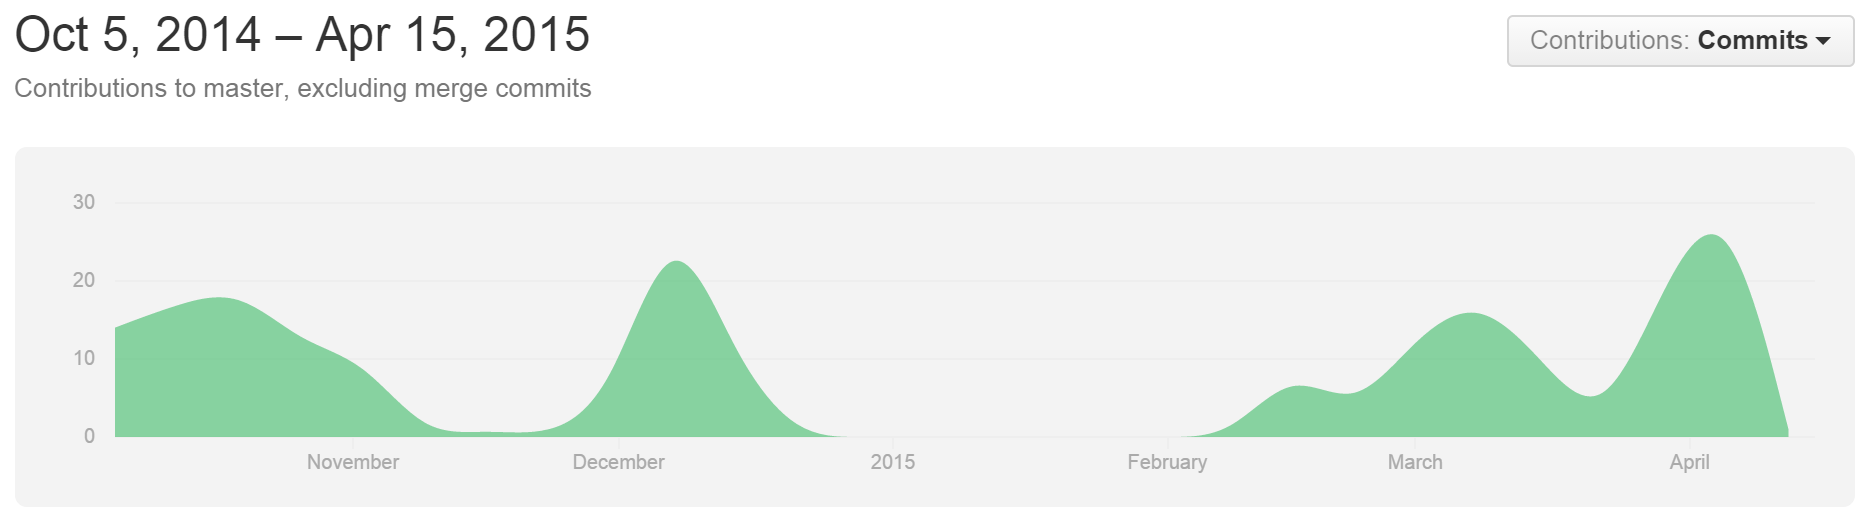 Oct 5, 2014 – Apr 15, 2015
Contributions: Commits
Contributions to master, excluding merge commits
30
20
10
0
November December 2015 February March April